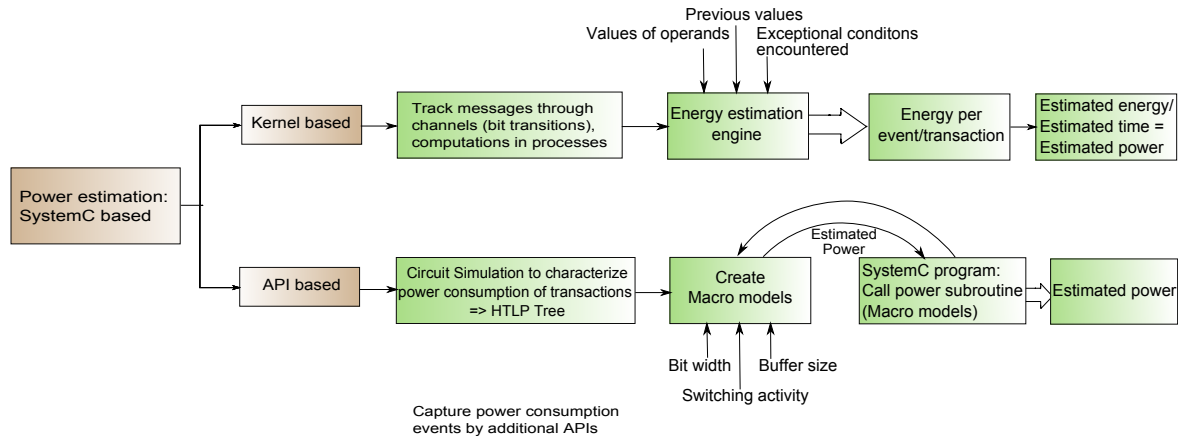 Previous values
Values of operands
Exceptional conditons
encountered
Kernel based
Track messages through
channels (bit transitions),
computations in processes
Energy estimation
engine
Energy per
event/transaction
Estimated energy/
Estimated time =
Estimated power
Power estimation:
SystemC based
API based
Circuit Simulation to characterize
power consumption of transactions
=> HTLP Tree
Create
Macro models
Estimated
Power
SystemC program:
Call power subroutine
(Macro models)
Estimated power
Bit width
Buffer size
Switching activity
Capture power consumption
events by additional APIs